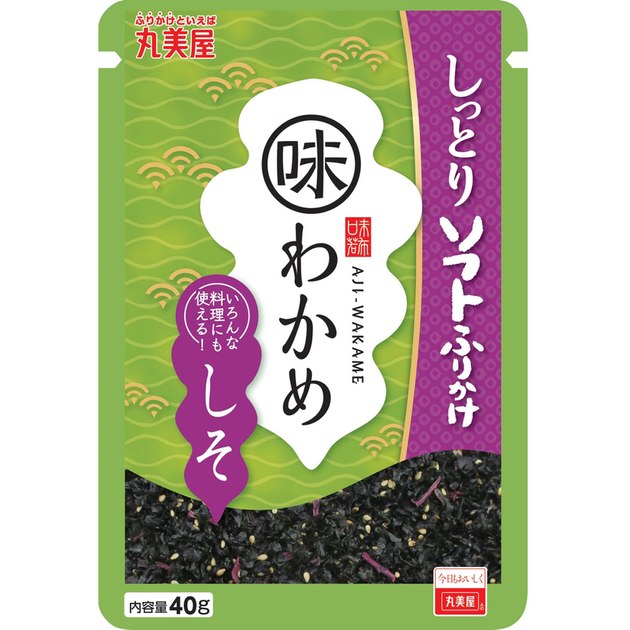 ふりかけといえば
丸美屋
しっとりソフトふりかけ
味
わかめ
味若布
AJI-WAKAME
いろんな
料理にも
使える!
しそ
内容量40g
今日もおいしく
丸美屋